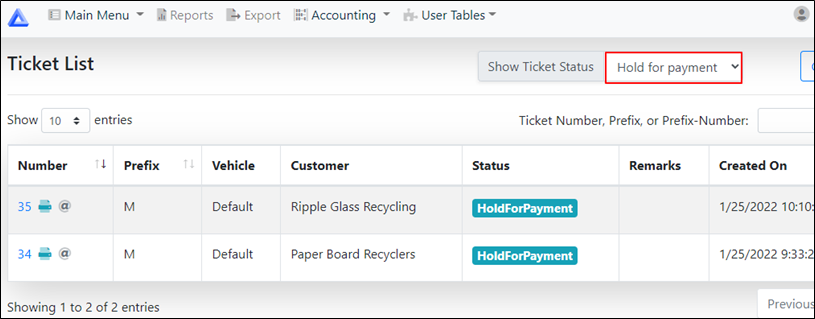 Main Menu Reports Export Accounting User Tables
Ticket List Show Ticket Status Hold for payment
Show 10 entries Ticket Number, Prefix, or Prefix-Number:
Number Prefix Vehicle Customer Status Remarks Created On
35 @ M Default Ripple Glass Recycling HoldForPayment 1/25/2022 10:10:
34 @ M Default Paper Board Recyclers HoldForPayment 1/25/2022 9:33:2
Showing 1 to 2 of 2 entries Previous